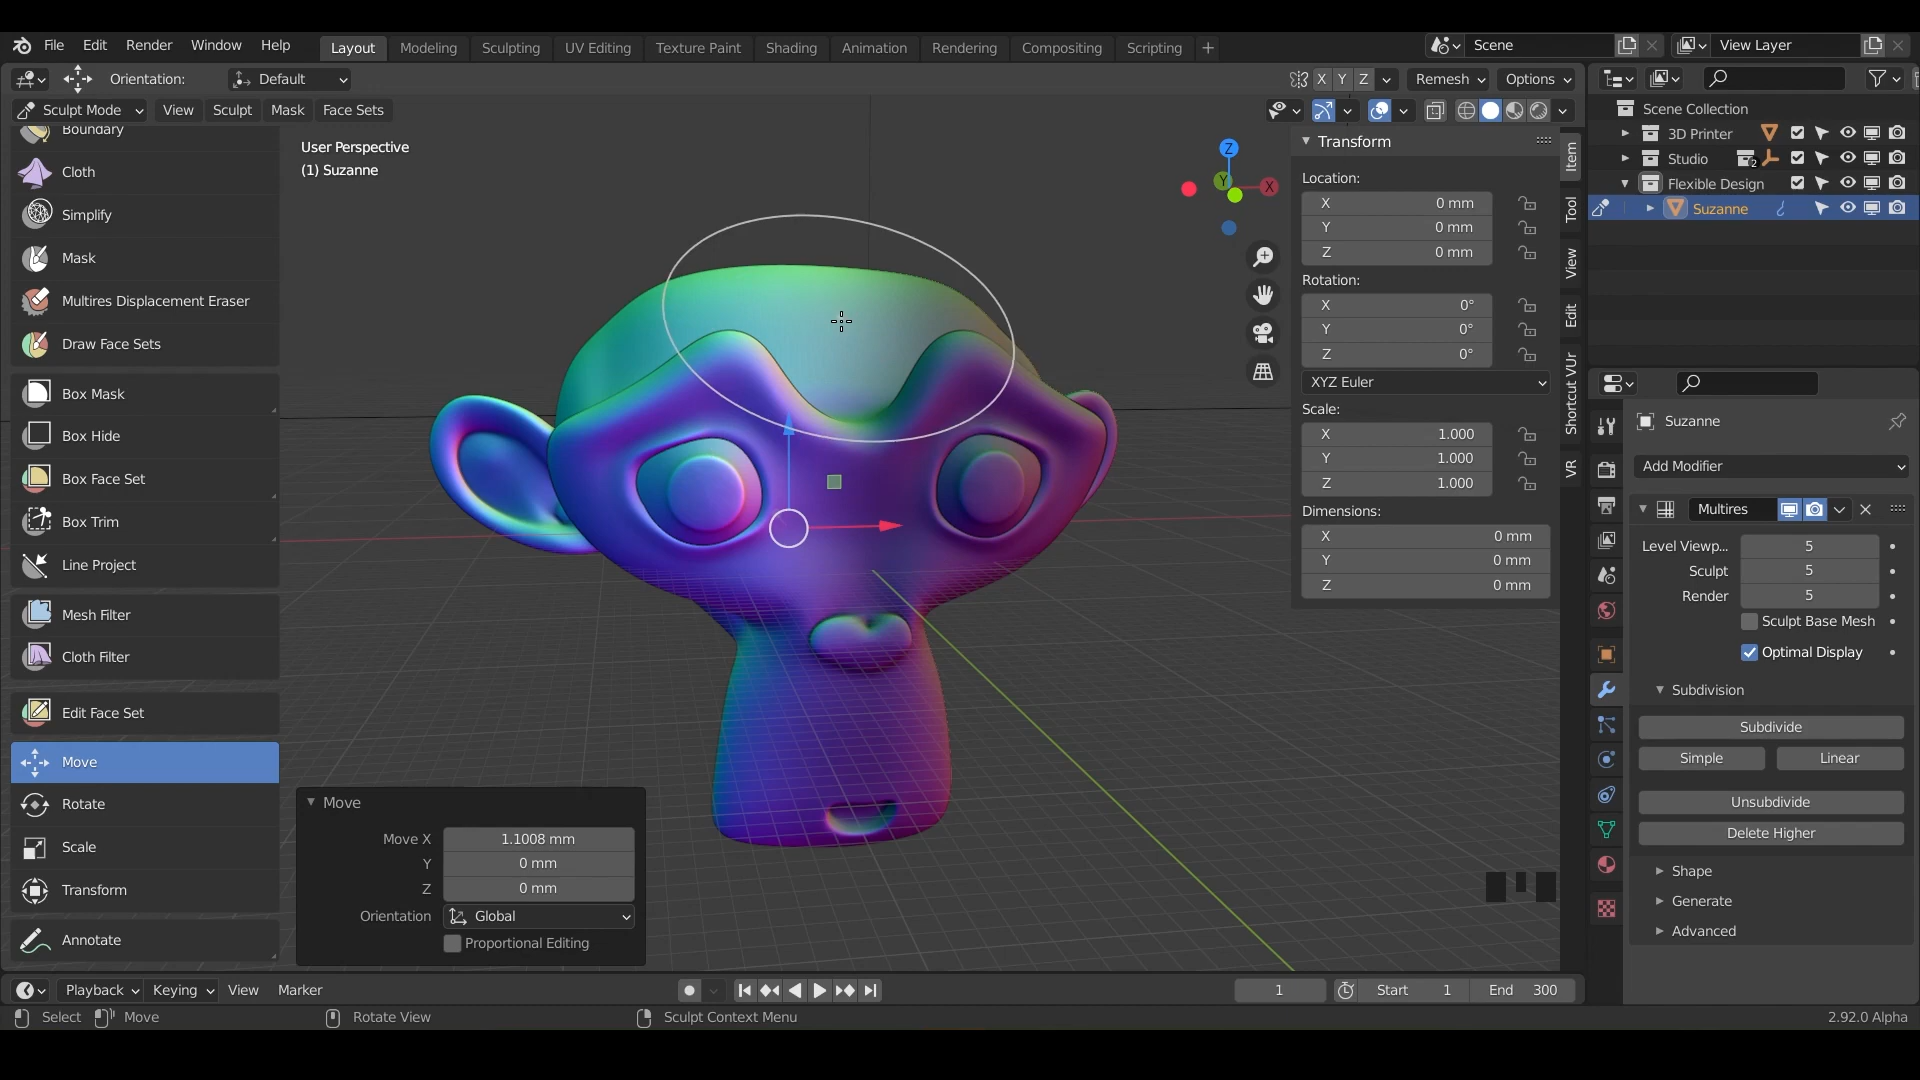 File Edit Render Window Help Layout Modeling Sculpting UV Editing Texture Paint Shading Animation Rendering Compositing Scripting + Scene View Layer
Orientation: Default X Y Z Remesh Options
Sculpt Mode View Sculpt Mask Face Sets
Boundary
Cloth
Simplify
Mask
Multires Displacement Eraser
Draw Face Sets
Box Mask
Box Hide
Box Face Set
Box Trim
Line Project
Mesh Filter
Cloth Filter
Edit Face Set
Move
Rotate
Scale
Transform
Annotate
User Perspective
(1) Suzanne
Z
Y
X
Move
Move X 1.1008 mm
Y 0 mm
Z 0 mm
Orientation Global
Proportional Editing
Transform
Location:
X 0 mm
Y 0 mm
Z 0 mm
Rotation:
X 0°
Y 0°
Z 0°
XYZ Euler
Scale:
X 1.000
Y 1.000
Z 1.000
Dimensions:
X 0 mm
Y 0 mm
Z 0 mm
Item
Tool
View
Edit
Shortcut VUr
VR
Scene Collection
3D Printer
Studio 2
Flexible Design
Suzanne
Suzanne
Add Modifier
Multires
Level Viewp... 5
Sculpt 5
Render 5
Sculpt Base Mesh
Optimal Display
Subdivision
Subdivide
Simple Linear
Unsubdivide
Delete Higher
Shape
Generate
Advanced
Playback Keying View Marker 1 Start 1 End 300
Select Move Rotate View Sculpt Context Menu 2.92.0 Alpha